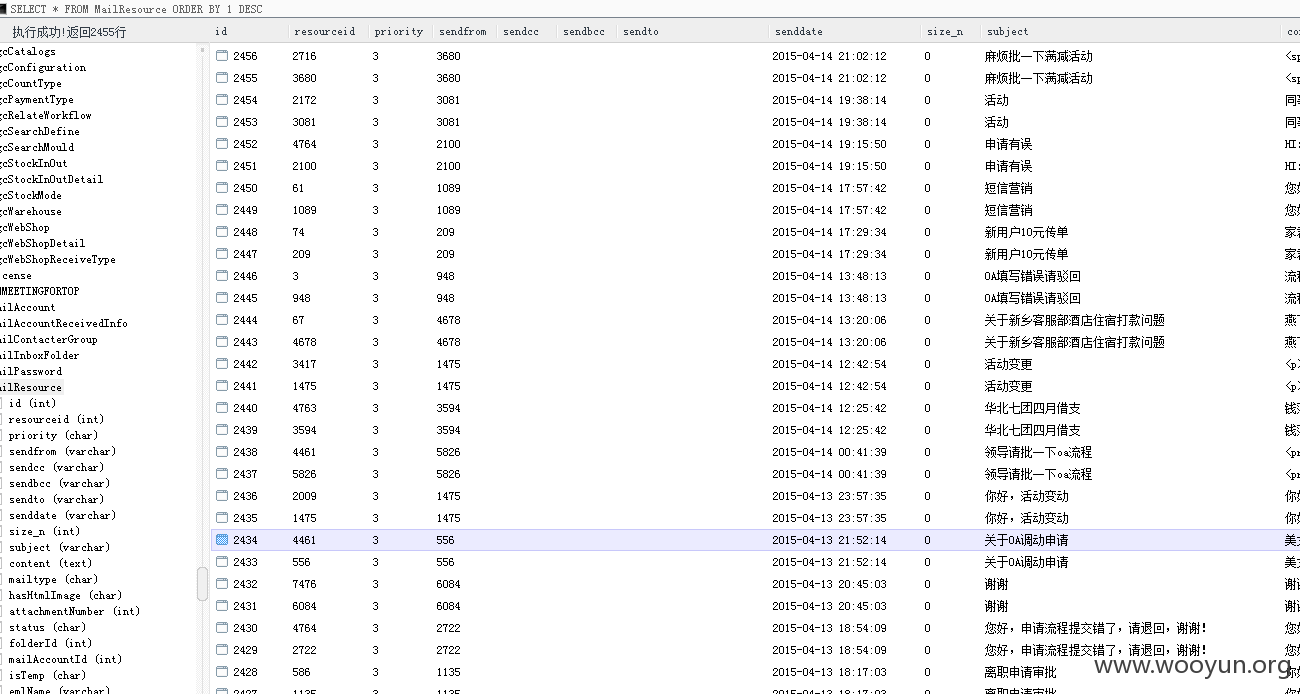 SELECT * FROM MailResource ORDER BY 1 DESC
执行成功!返回2455行
id resourceid priority sendfrom sendcc sendbcc sendto senddate size_n subject co
gcCatalogs
gcConfiguration
gcCountType
gcPaymentType
gcRelateWorkflow
gcSearchDefine
gcSearchMould
gcStockInOut
gcStockInOutDetail
gcStockMode
gcWarehouse
gcWebShop
gcWebShopDetail
gcWebShopReceiveType
cense
MEETINGFORTOP
ailAccount
ailAccountReceivedInfo
ailContacterGroup
ailInboxFolder
ailPassword
ailResource
id (int)
resourceid (int)
priority (char)
sendfrom (varchar)
sendcc (varchar)
sendbcc (varchar)
sendto (varchar)
senddate (varchar)
size_n (int)
subject (varchar)
content (text)
mailtype (char)
hasHtmlImage (char)
attachmentNumber (int)
status (char)
folderId (int)
mailAccountId (int)
isTemp (char)
emlName (varchar)
2456 2716 3 3680 2015-04-14 21:02:12 0 麻烦批一下满减活动 <sp
2455 3680 3 3680 2015-04-14 21:02:12 0 麻烦批一下满减活动 <sp
2454 2172 3 3081 2015-04-14 19:38:14 0 活动 同
2453 3081 3 3081 2015-04-14 19:38:14 0 活动 同
2452 4764 3 2100 2015-04-14 19:15:50 0 申请有误 HI:
2451 2100 3 2100 2015-04-14 19:15:50 0 申请有误 HI:
2450 61 3 1089 2015-04-14 17:57:42 0 短信营销 您
2449 1089 3 1089 2015-04-14 17:57:42 0 短信营销 您
2448 74 3 209 2015-04-14 17:29:34 0 新用户10元传单 家
2447 209 3 209 2015-04-14 17:29:34 0 新用户10元传单 家
2446 3 3 948 2015-04-14 13:48:13 0 OA填写错误请驳回 流
2445 948 3 948 2015-04-14 13:48:13 0 OA填写错误请驳回 流
2444 67 3 4678 2015-04-14 13:20:06 0 关于新乡客服部酒店住宿打款问题 燕
2443 4678 3 4678 2015-04-14 13:20:06 0 关于新乡客服部酒店住宿打款问题 燕
2442 3417 3 1475 2015-04-14 12:42:54 0 活动变更 <p>
2441 1475 3 1475 2015-04-14 12:42:54 0 活动变更 <p>
2440 4763 3 3594 2015-04-14 12:25:42 0 华北七团四月借支 钱
2439 3594 3 3594 2015-04-14 12:25:42 0 华北七团四月借支 钱
2438 4461 3 5826 2015-04-14 00:41:39 0 领导请批一下oa流程 <pr
2437 5826 3 5826 2015-04-14 00:41:39 0 领导请批一下oa流程 <pr
2436 2009 3 1475 2015-04-13 23:57:35 0 你好，活动变动 你
2435 1475 3 1475 2015-04-13 23:57:35 0 你好，活动变动 你
2434 4461 3 556 2015-04-13 21:52:14 0 关于OA调动申请 美
2433 556 3 556 2015-04-13 21:52:14 0 关于OA调动申请 美
2432 7476 3 6084 2015-04-13 20:45:03 0 谢谢 谢
2431 6084 3 6084 2015-04-13 20:45:03 0 谢谢 谢
2430 4764 3 2722 2015-04-13 18:54:09 0 您好，申请流程提交错了，请退回，谢谢! 您
2429 2722 3 2722 2015-04-13 18:54:09 0 您好，申请流程提交错了，请退回，谢谢! 您
2428 586 3 1135 2015-04-13 18:17:03 0 离职申请审批
2427 1135 3 1135 2015-04-13 18:17:03 0 离职申请审批
www.wooyun.org